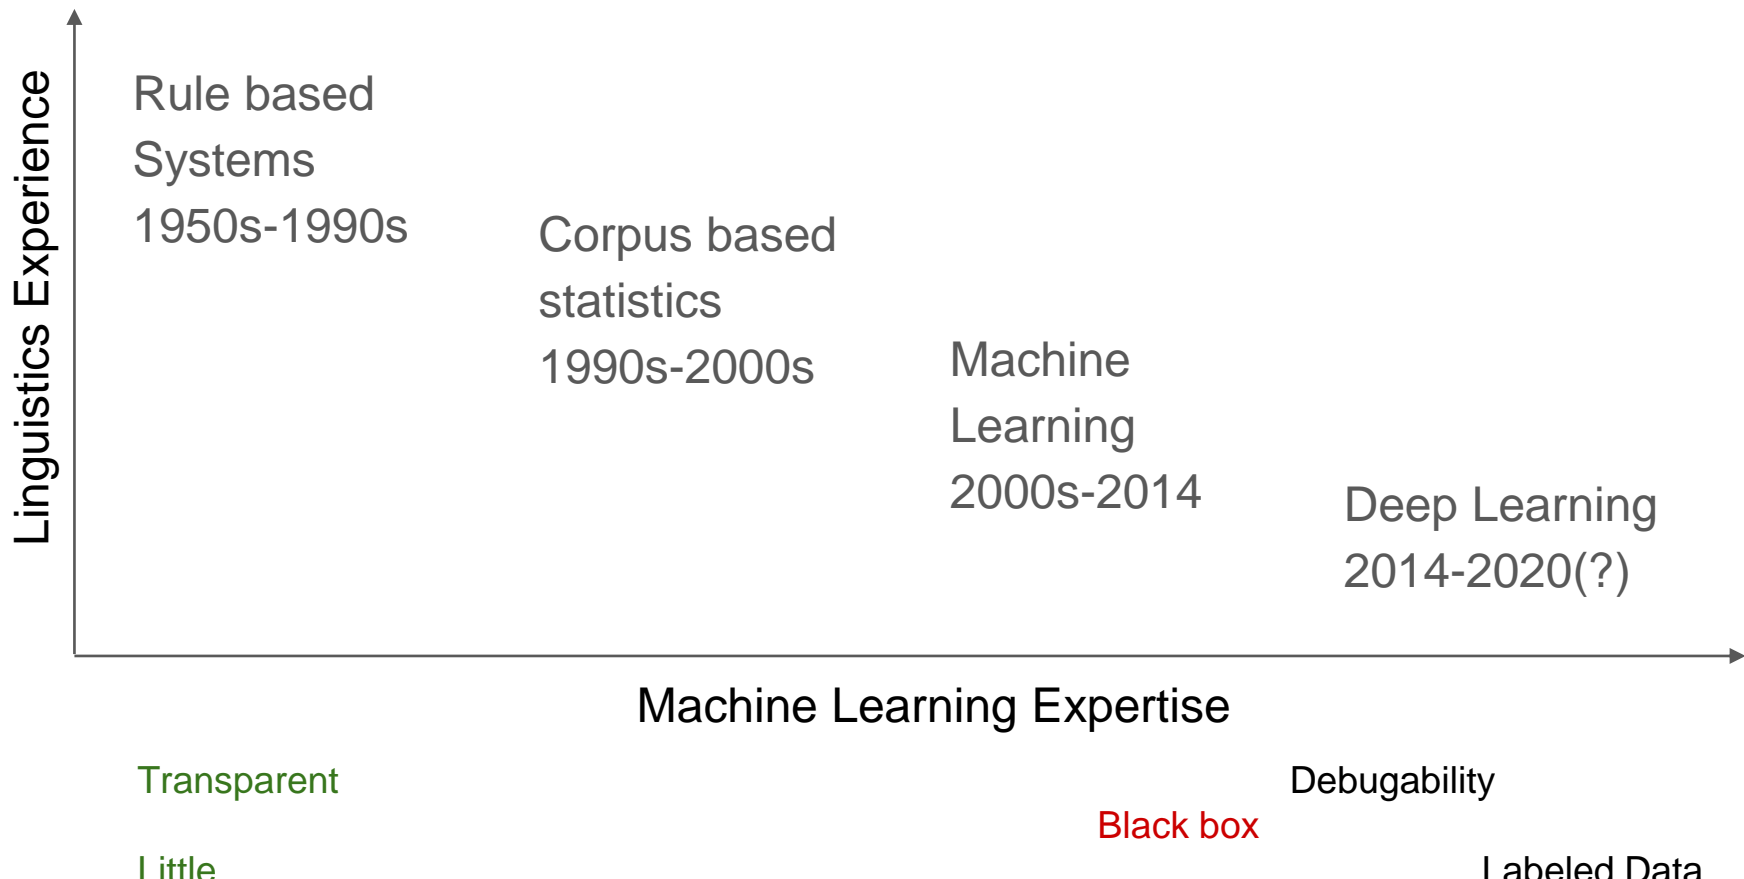 Linguistics Experience
Rule based
Systems
1950s-1990s
Corpus based
statistics
1990s-2000s
Machine
Learning
2000s-2014
Deep Learning
2014-2020(?)
Machine Learning Expertise
Transparent
Debugability
Black box
Little
Labeled Data